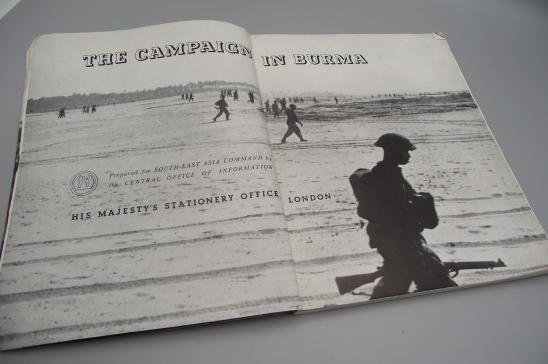 THE CAMPAIGN IN BURMA
Prepared for SOUTH-EAST ASIA COMMAND by
the CENTRAL OFFICE OF INFORMATION
HIS MAJESTY'S STATIONERY OFFICE LONDON